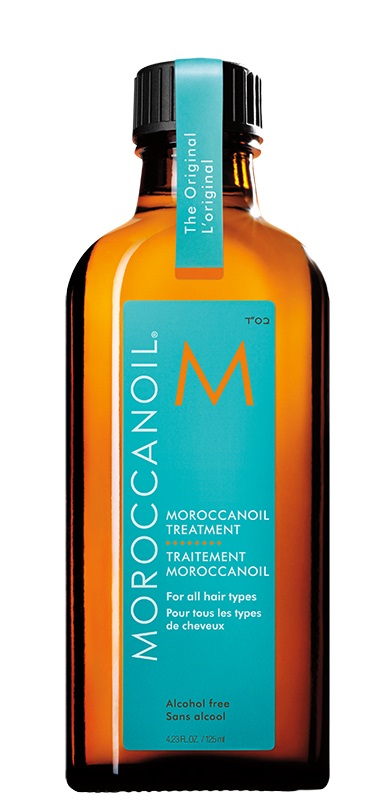 The Original
L'original
בס"ד
M
MOROCCANOIL®
MOROCCANOIL
TREATMENT
TRAITEMENT
MOROCCANOIL
For all hair types
Pour tous les types
de cheveux
Alcohol free
Sans alcool
4.23 FL.OZ. / 125 ml